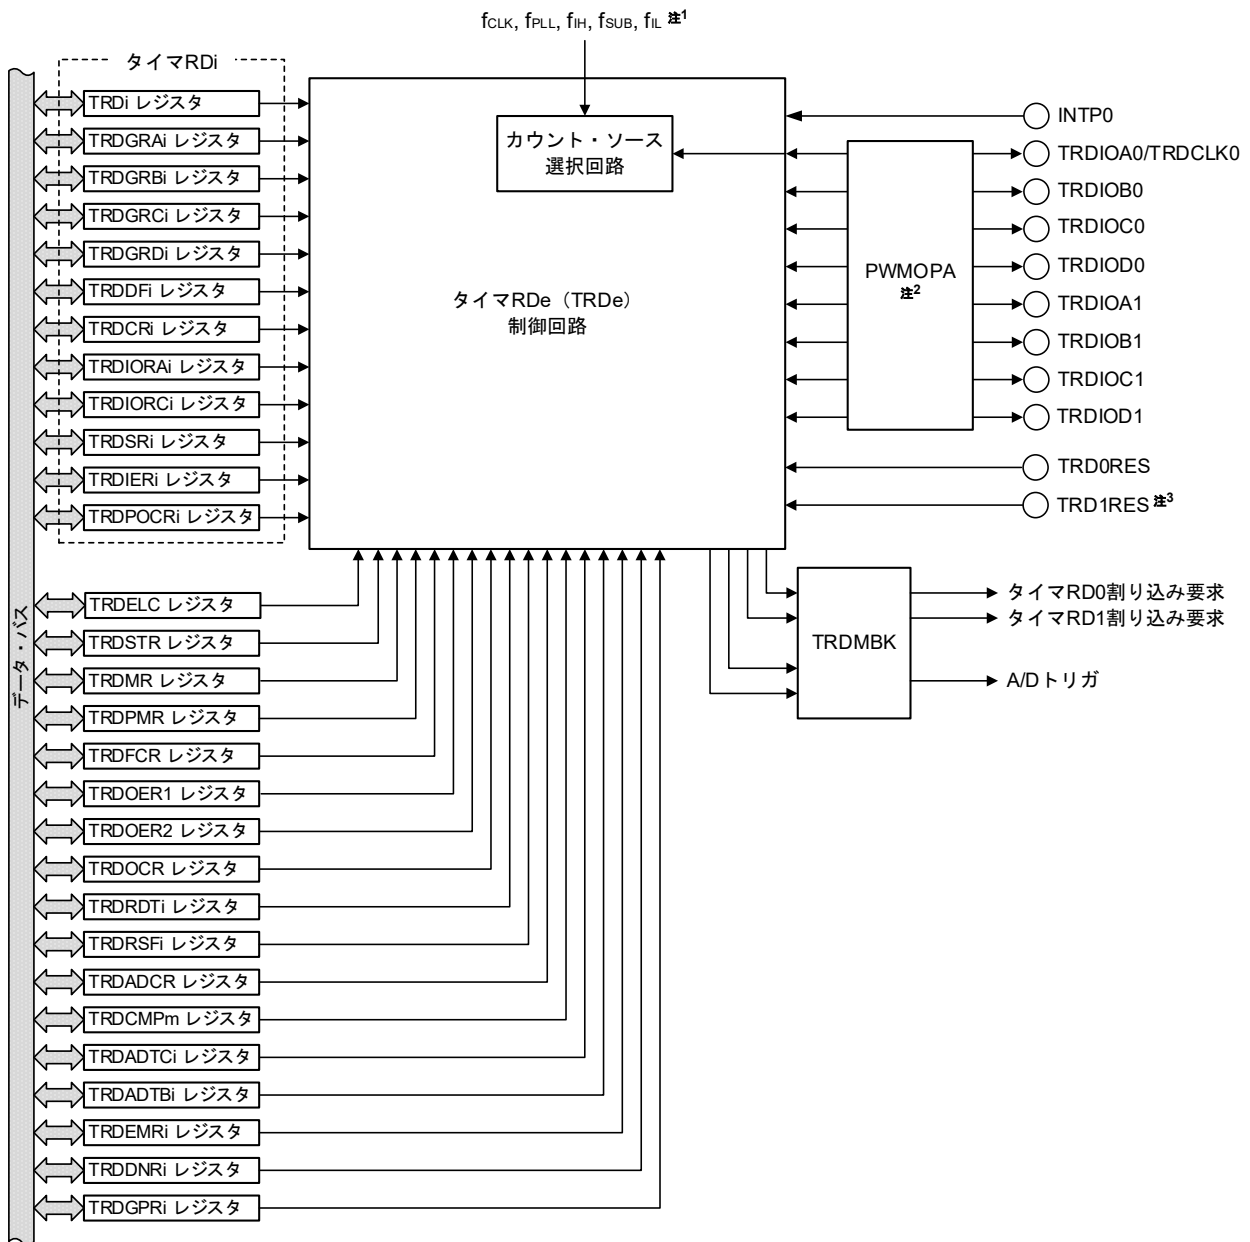 fCLK, fPLL, fIH, fSUB, fIL 注1
タイマRDi
TRDi レジスタ
TRDGRAi レジスタ
TRDGRBi レジスタ
TRDGRCi レジスタ
TRDGRDi レジスタ
TRDDFi レジスタ
TRDCRi レジスタ
TRDIORAi レジスタ
TRDIORCi レジスタ
TRDSRi レジスタ
TRDIERi レジスタ
TRDPOCRi レジスタ
カウント・ソース
選択回路
タイマRDe（TRDe）
制御回路
PWMOPA
注2
INTP0
TRDIOA0/TRDCLK0
TRDIOB0
TRDIOC0
TRDIOD0
TRDIOA1
TRDIOB1
TRDIOC1
TRDIOD1
TRD0RES
TRD1RES 注3
データ・バス
TRDELC レジスタ
TRDSTR レジスタ
TRDMR レジスタ
TRDPMR レジスタ
TRDFCR レジスタ
TRDOER1 レジスタ
TRDOER2 レジスタ
TRDOCR レジスタ
TRDRDTi レジスタ
TRDRSFi レジスタ
TRDADCR レジスタ
TRDCMPm レジスタ
TRDADTCi レジスタ
TRDADTBi レジスタ
TRDEMRi レジスタ
TRDDNRi レジスタ
TRDGPRi レジスタ
TRDMBK
タイマRD0割り込み要求
タイマRD1割り込み要求
A/Dトリガ